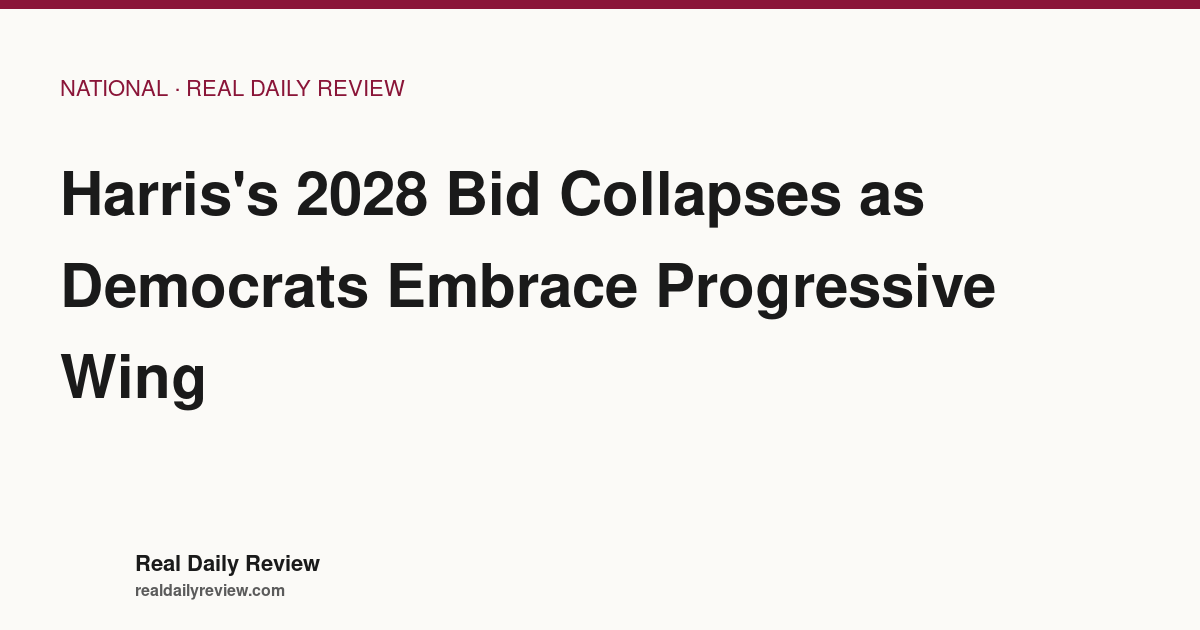 NATIONAL · REAL DAILY REVIEW
Harris's 2028 Bid Collapses as
Democrats Embrace Progressive
Wing
Real Daily Review
realdailyreview.com